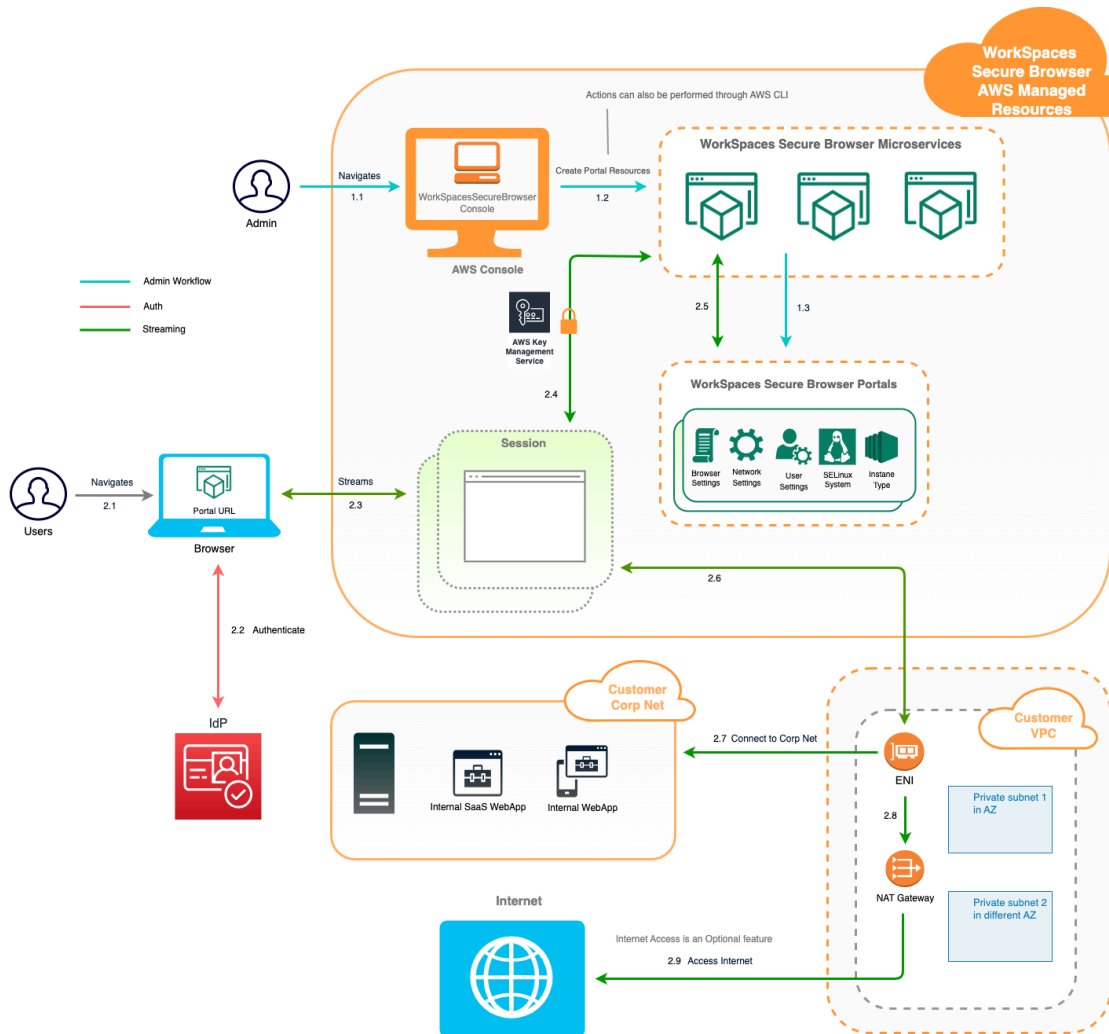 WorkSpaces
Secure Browser
AWS Managed
Resources
Actions can also be performed through AWS CLI
WorkSpaces Secure Browser Microservices
Navigates
1.1
WorkSpacesSecureBrowser
Console
Create Portal Resources
1.2
Admin
AWS Console
Admin Workflow
Auth
Streaming
AWS Key
Management
Service
2.5
1.3
2.4
WorkSpaces Secure Browser Portals
Browser
Settings
Network
Settings
User
Settings
SELinux
System
Instane
Type
Session
Navigates
2.1
Users
Portal URL
Browser
Streams
2.3
2.6
2.2 Authenticate
IdP
Customer
Corp Net
Internal SaaS WebApp
Internal WebApp
2.7 Connect to Corp Net
Customer
VPC
ENI
2.8
Private subnet 1
in AZ
NAT Gateway
Private subnet 2
in different AZ
Internet
Internet Access is an Optional feature
2.9 Access Internet